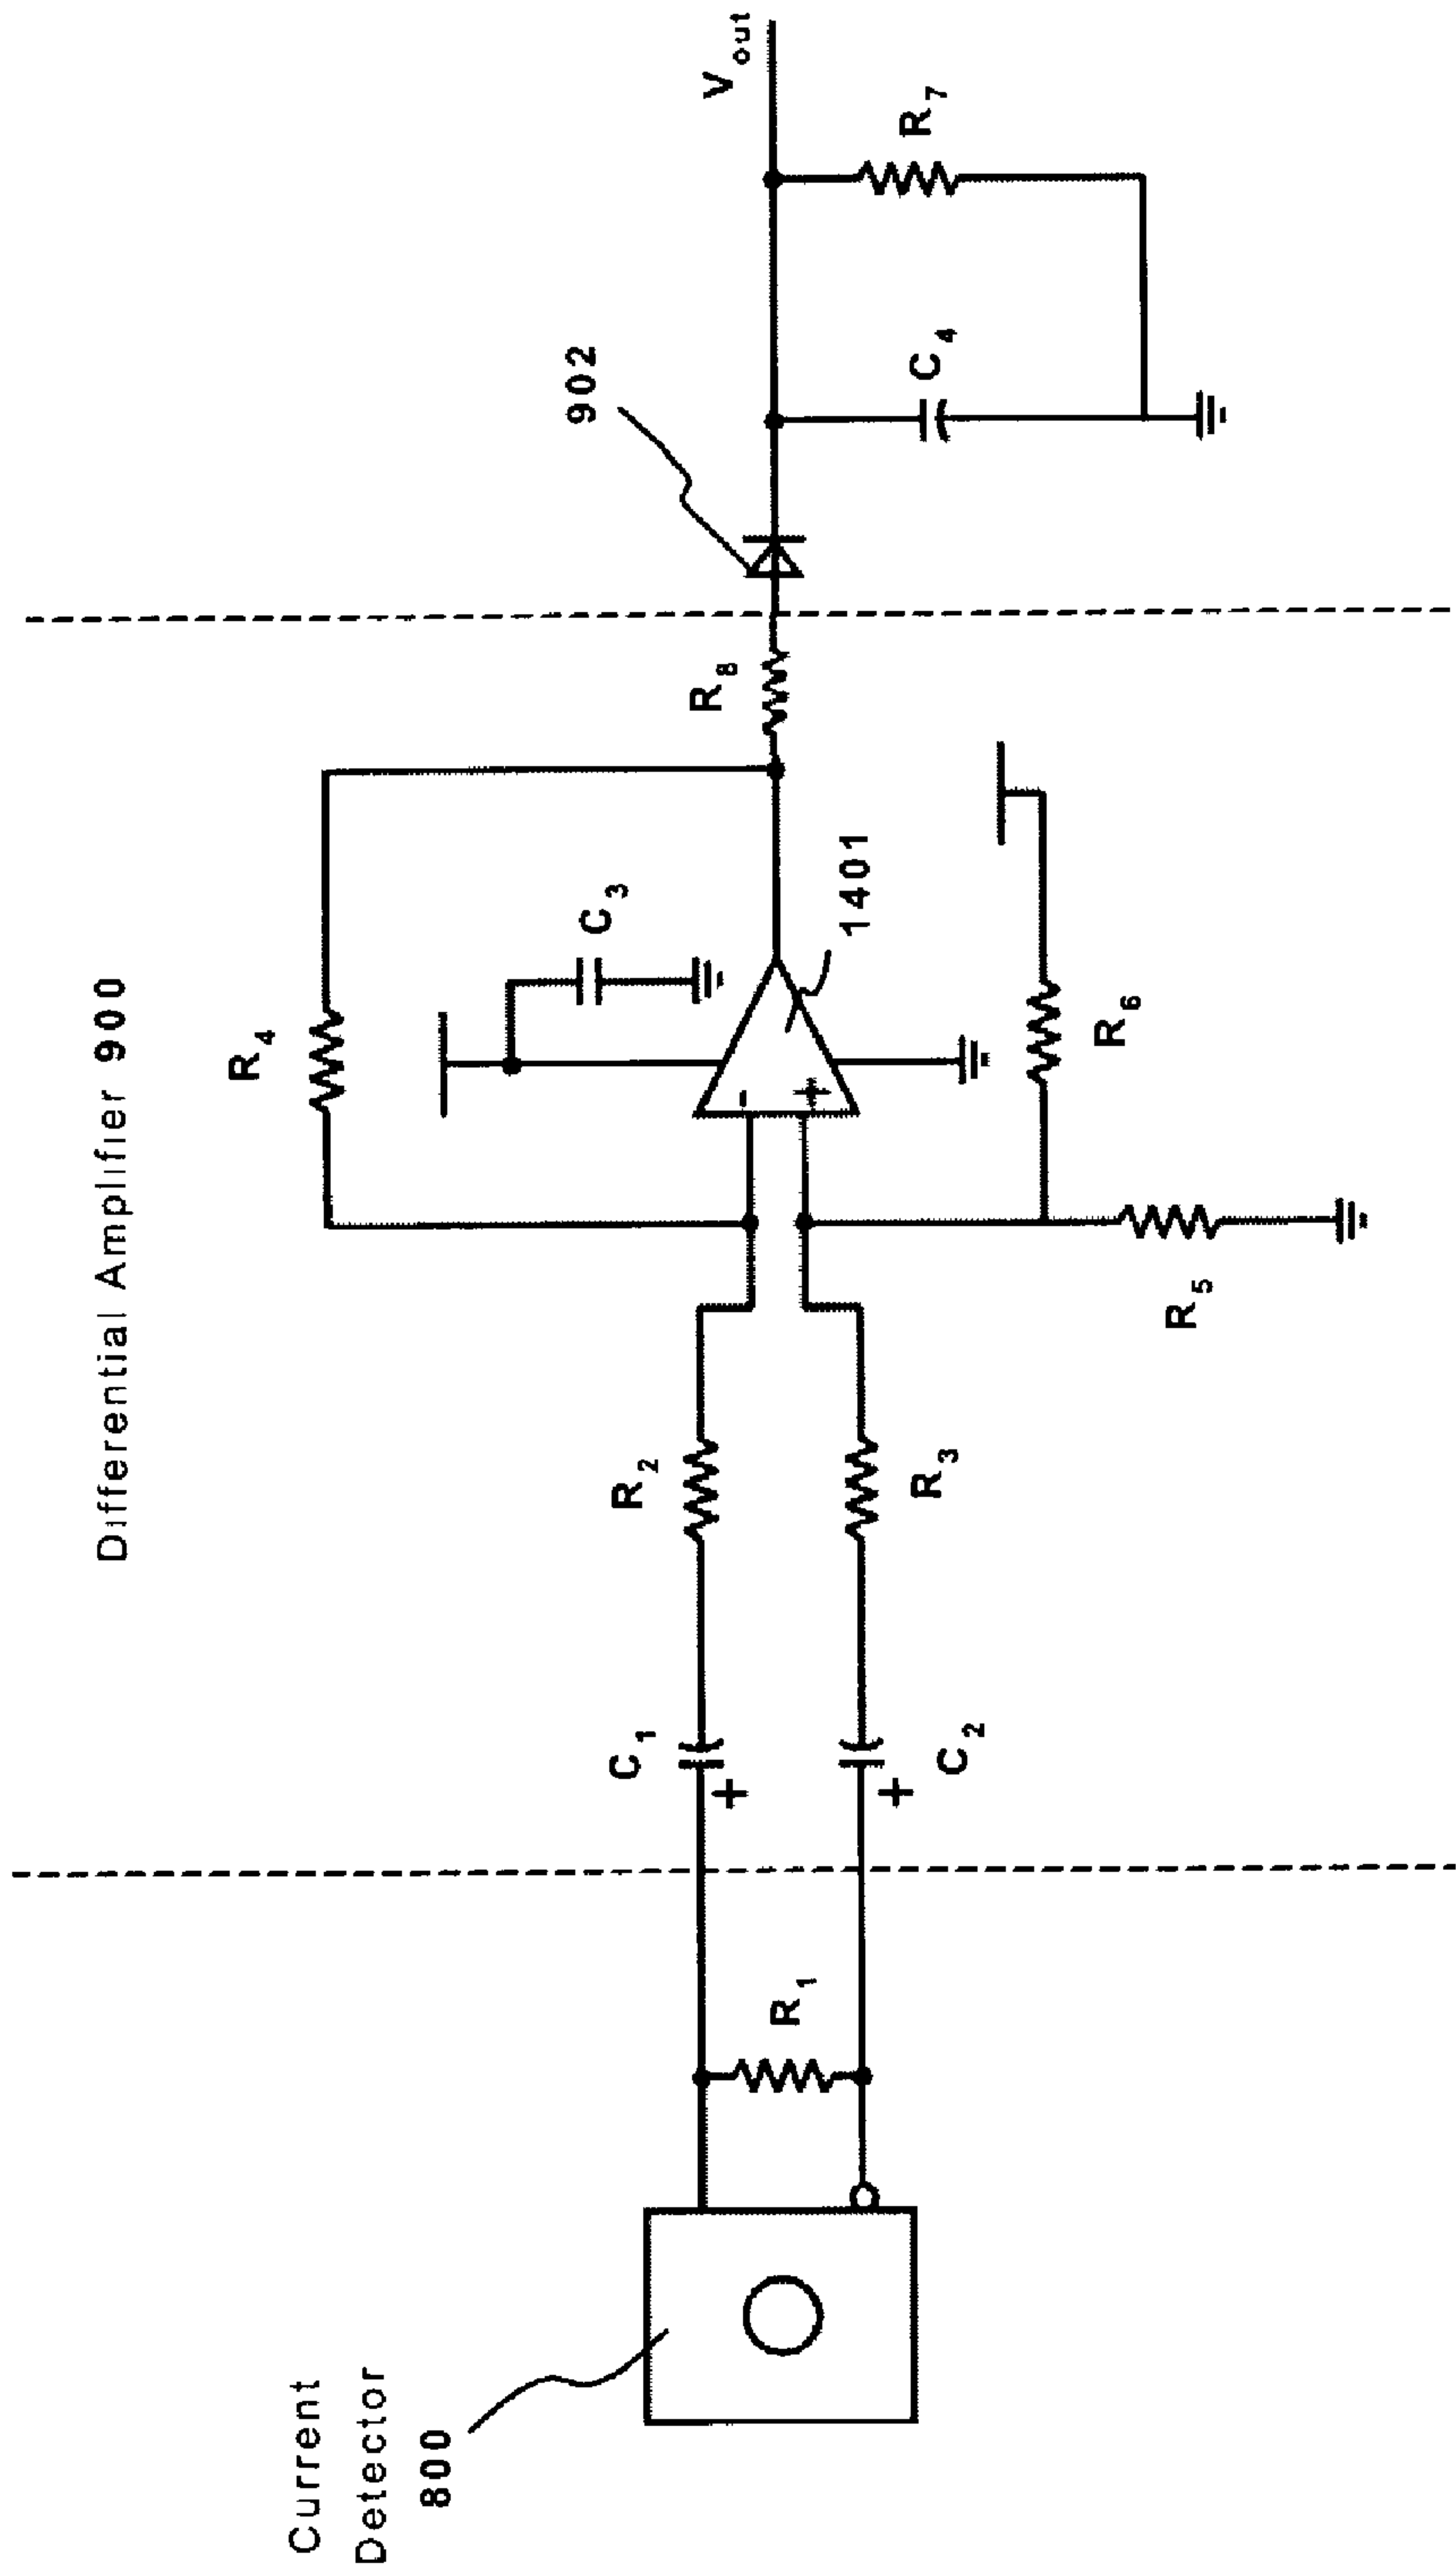 Differential Amplifier 900
Current
Detector
800
R1
C1
+
C2
+
R2
R3
R4
-
+
1401
C3
R5
R6
R8
902
C4
R7
Vout